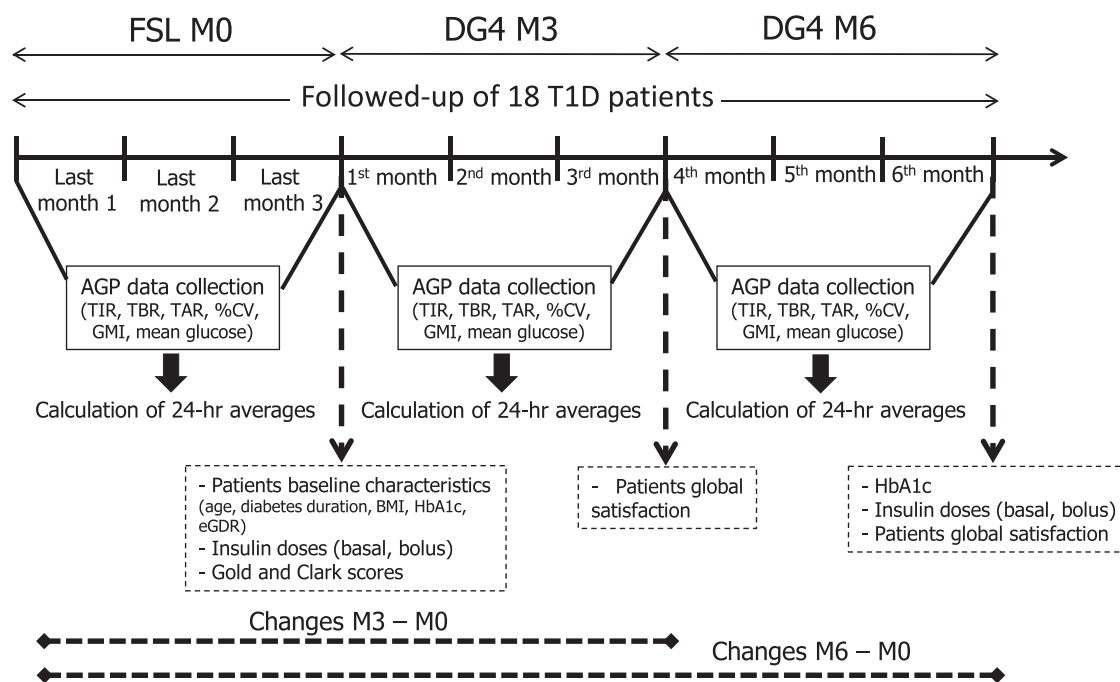 FSL M0
DG4 M3
DG4 M6
Followed-up of 18 T1D patients
Last
month 1
Last
month 2
Last
month 3
1st month
2nd month
3rd month
4th month
5th month
6th month
AGP data collection
(TIR, TBR, TAR, %CV,
GMI, mean glucose)
AGP data collection
(TIR, TBR, TAR, %CV,
GMI, mean glucose)
AGP data collection
(TIR, TBR, TAR, %CV,
GMI, mean glucose)
Calculation of 24-hr averages
Calculation of 24-hr averages
Calculation of 24-hr averages
- Patients baseline characteristics
(age, diabetes duration, BMI, HbA1c,
eGDR)
- Insulin doses (basal, bolus)
- Gold and Clark scores
- Patients global
satisfaction
- HbA1c
- Insulin doses (basal, bolus)
- Patients global satisfaction
Changes M3 – M0
Changes M6 – M0